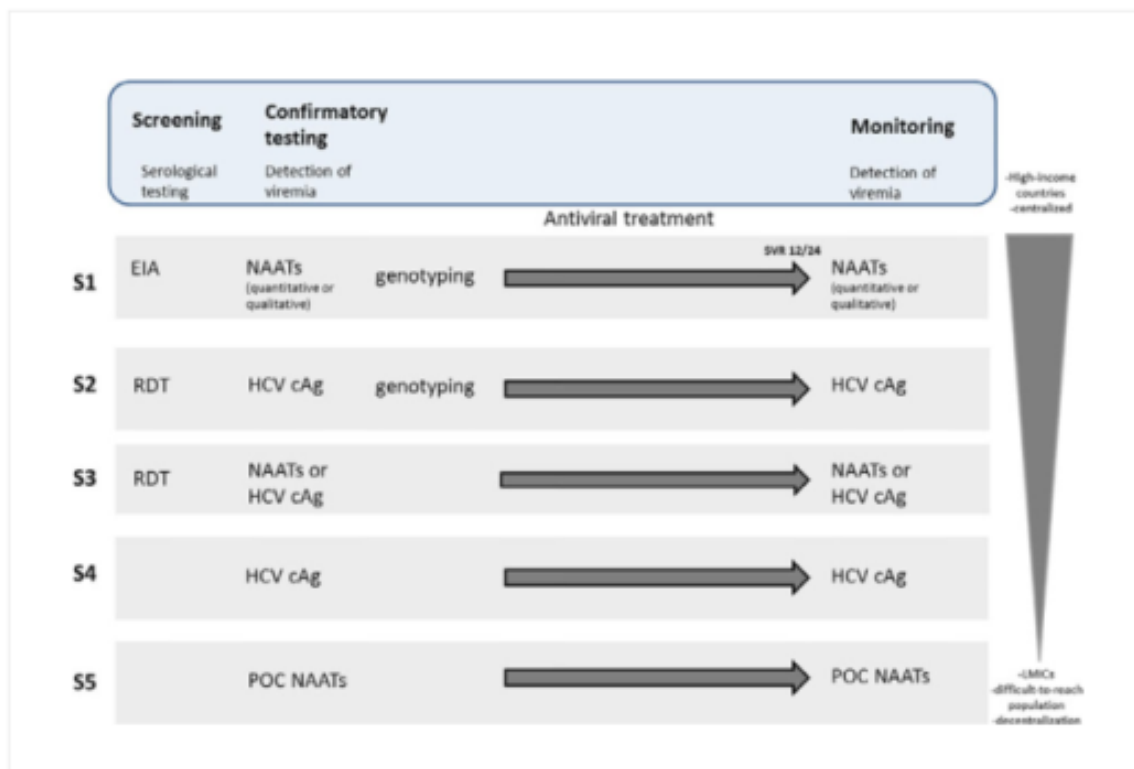 Screening
Serological
testing
Confirmatory
testing
Detection of
viremia
Monitoring
Detection of
viremia
-High-income
countries
-centralized
Antiviral treatment
S1
EIA
NAATs
(quantitative or
qualitative)
genotyping
SVR 12/24
NAATs
(quantitative or
qualitative)
S2
RDT
HCV cAg
genotyping
HCV cAg
S3
RDT
NAATs or
HCV cAg
NAATs or
HCV cAg
S4
HCV cAg
HCV cAg
S5
POC NAATs
POC NAATs
-LMICs
-difficult-to-reach
population
-decentralization